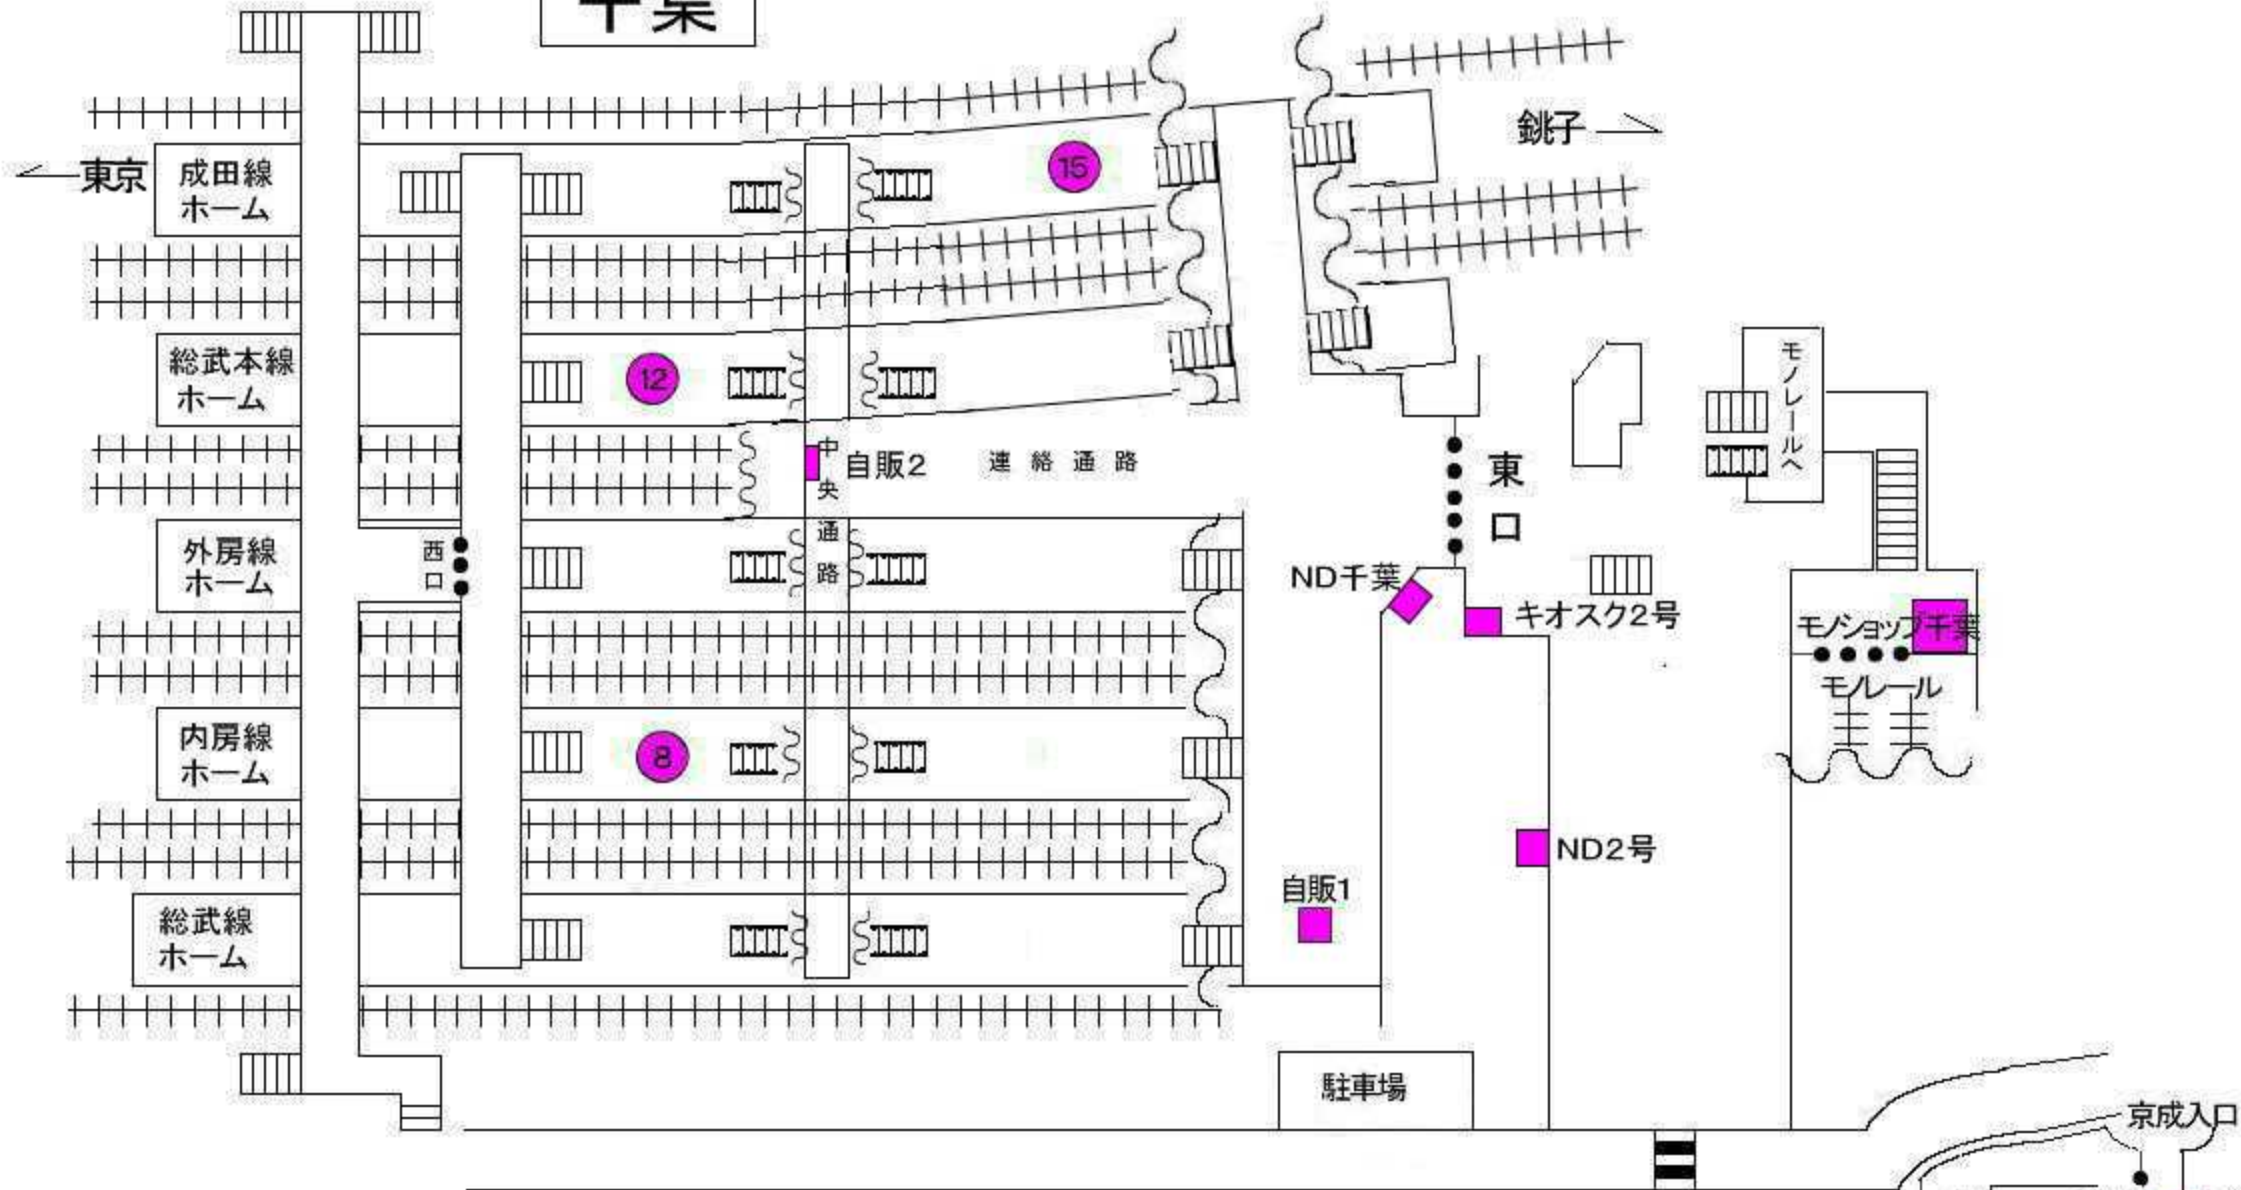 千葉
銚子
東京
成田線
ホーム
15
総武本線
ホーム
12
モノレールへ
中央通路
自販2
連絡通路
東口
外房線
ホーム
西口
ND千葉
キオスク2号
モノショップ千葉
モノレール
内房線
ホーム
8
ND2号
自販1
総武線
ホーム
駐車場
京成入口